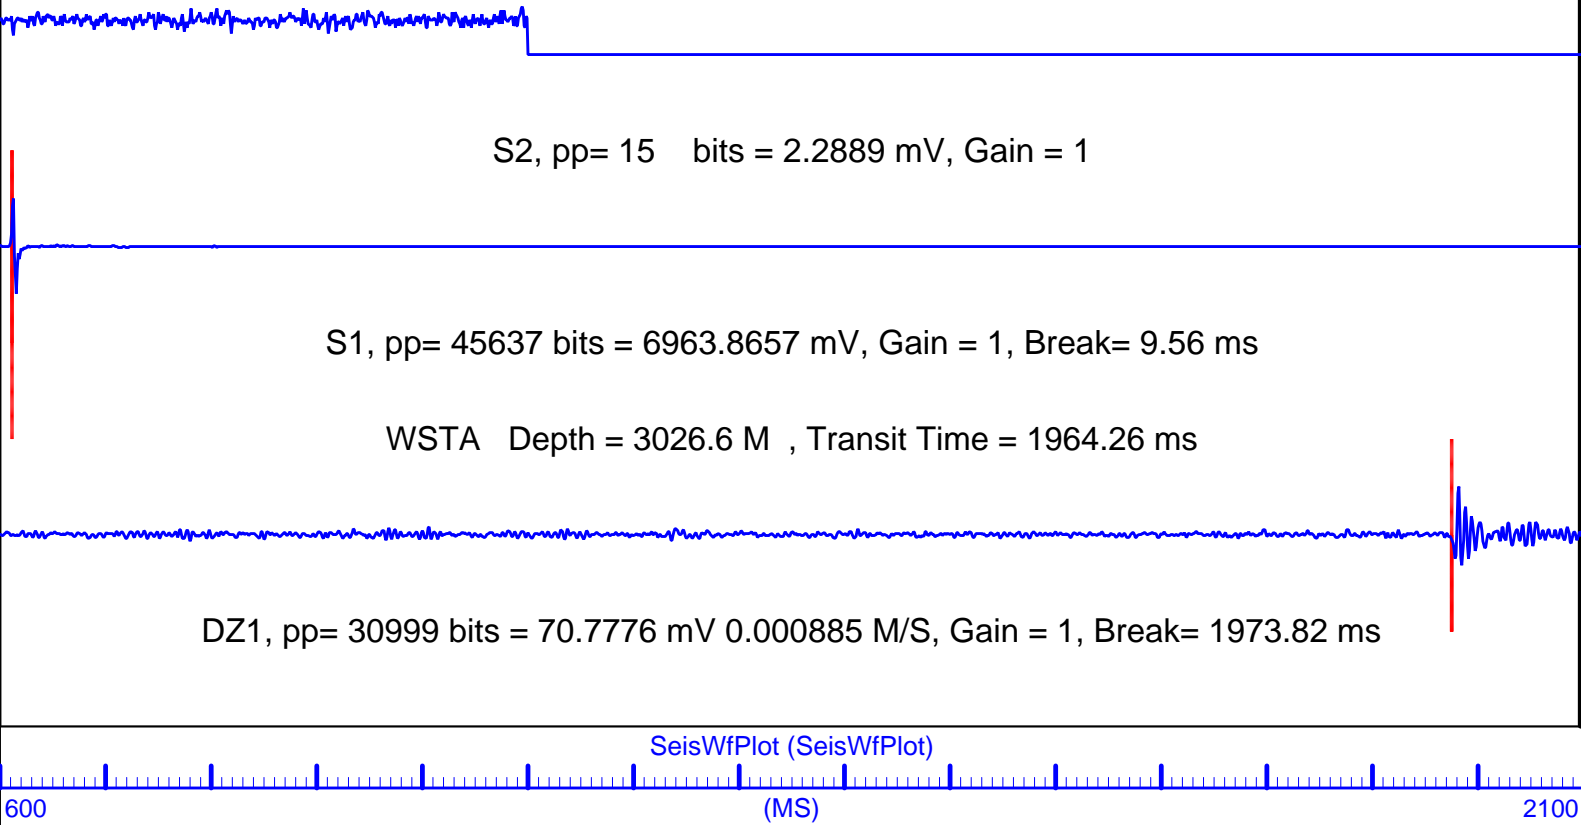 S2, pp= 15 bits = 2.2889 mV, Gain = 1
S1, pp= 45637 bits = 6963.8657 mV, Gain = 1, Break= 9.56 ms
WSTA Depth = 3026.6 M , Transit Time = 1964.26 ms
DZ1, pp= 30999 bits = 70.7776 mV 0.000885 M/S, Gain = 1, Break= 1973.82 ms
SeisWfPlot (SeisWfPlot)
600 (MS) 2100